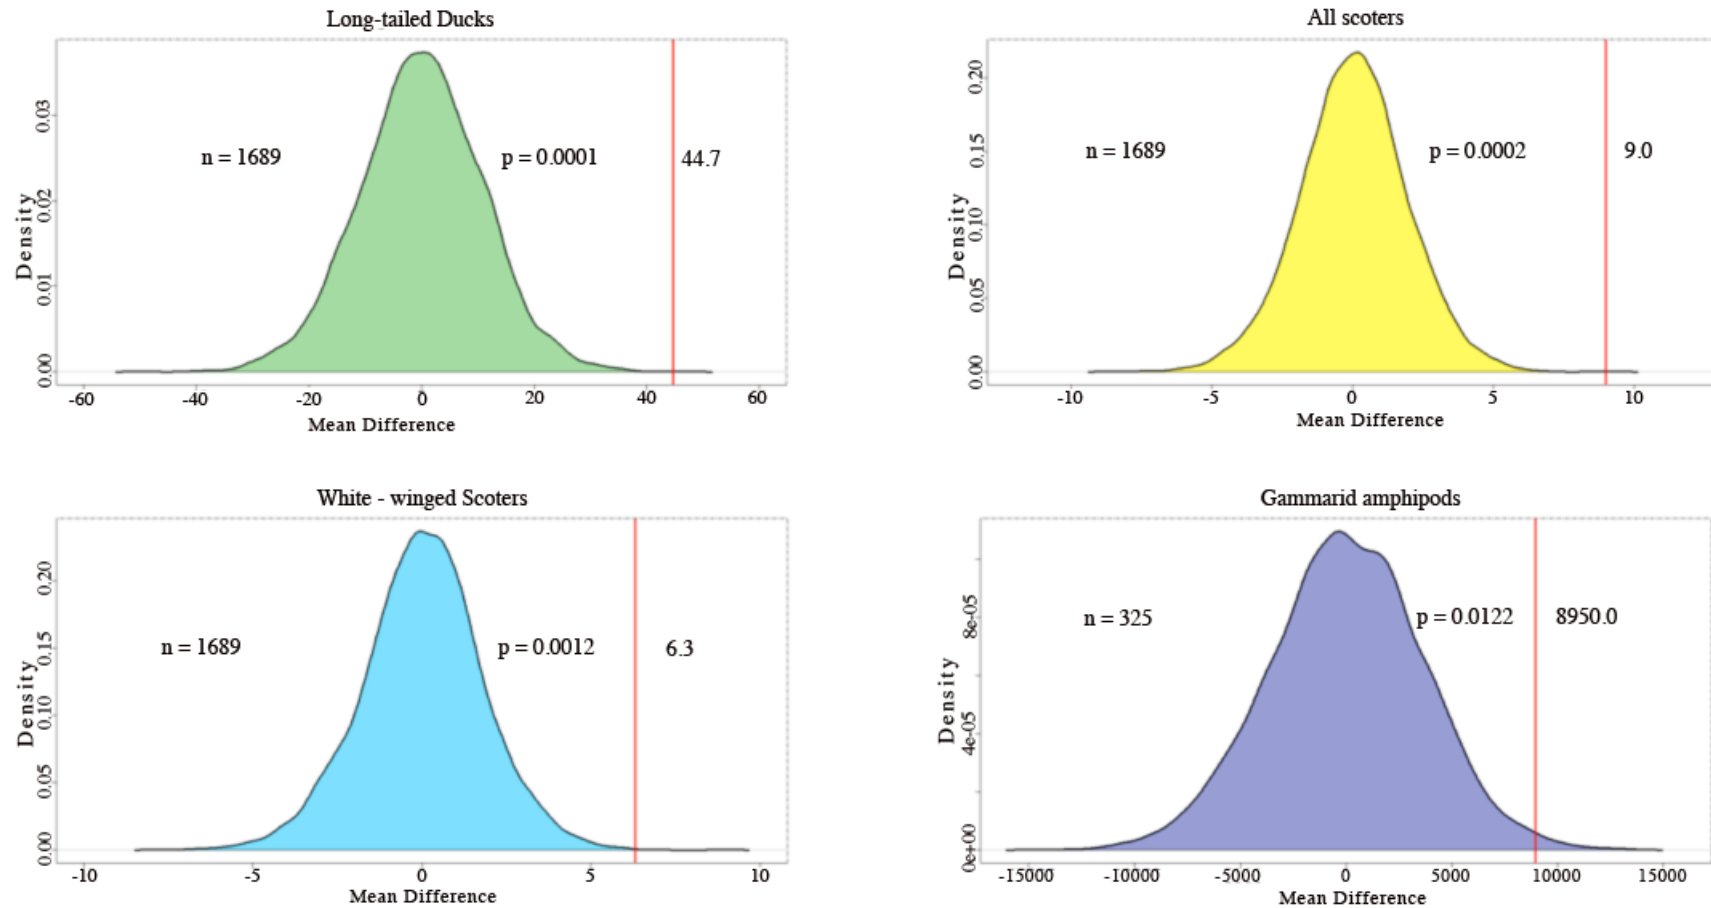 Long-tailed Ducks
Density
0.00
0.01
0.02
0.03
n = 1689
p = 0.0001
44.7
-60 -40 -20 0 20 40 60
Mean Difference
All scoters
Density
0.00
0.05
0.10
0.15
0.20
n = 1689
p = 0.0002
9.0
-10 -5 0 5 10
Mean Difference
White - winged Scoters
Density
0.00
0.05
0.10
0.15
0.20
n = 1689
p = 0.0012
6.3
-10 -5 0 5 10
Mean Difference
Gammarid amphipods
Density
0e+00
4e-05
8e-05
n = 325
p = 0.0122
8950.0
-15000 -10000 -5000 0 5000 10000 15000
Mean Difference